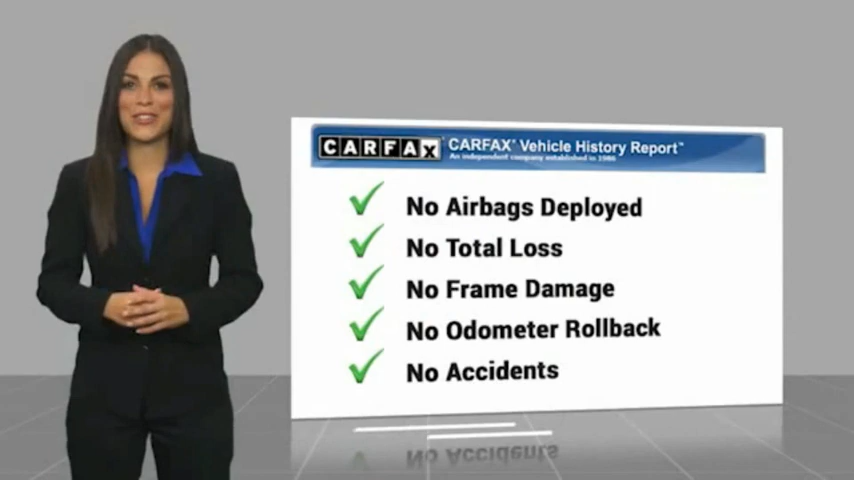 CARFAX CARFAX® Vehicle History Report™
An independent company established in 1986
No Airbags Deployed
No Total Loss
No Frame Damage
No Odometer Rollback
No Accidents